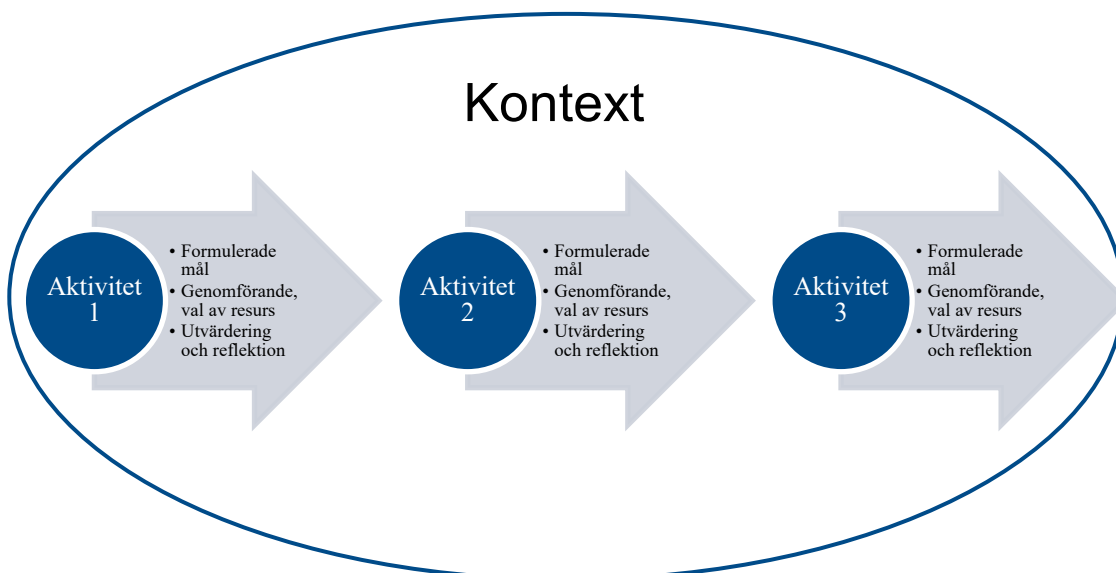 Kontext
Aktivitet
1
• Formulerade
mål
• Genomförande,
val av resurs
• Utvärdering
och reflektion
Aktivitet
2
• Formulerade
mål
• Genomförande,
val av resurs
• Utvärdering
och reflektion
Aktivitet
3
• Formulerade
mål
• Genomförande,
val av resurs
• Utvärdering
och reflektion